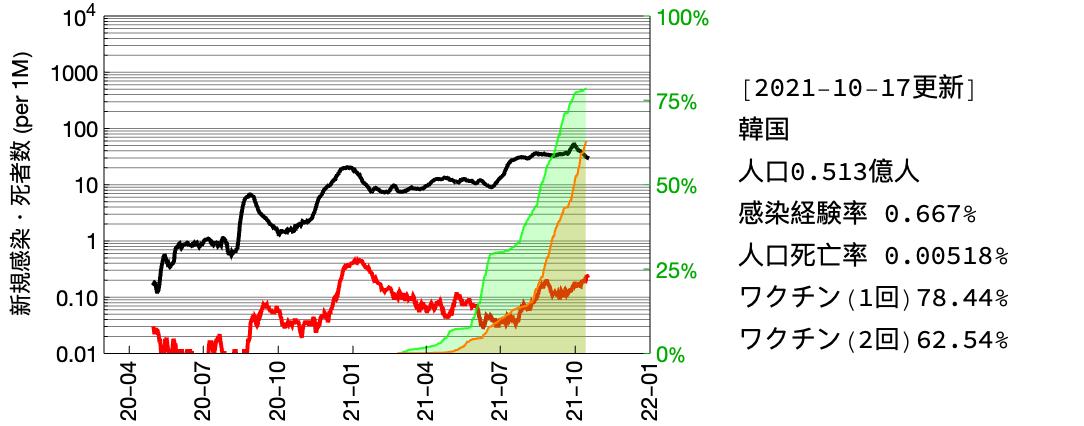 新規感染・死者数 (per 1M)
10⁴
1000
100
10
1
0.10
0.01
100%
75%
50%
25%
0%
20−04
20−07
20−10
21−01
21−04
21−07
21−10
22−01
[2021−10−17更新]
韓国
人口0.513億人
感染経験率 0.667%
人口死亡率 0.00518%
ワクチン(1回)78.44%
ワクチン(2回)62.54%